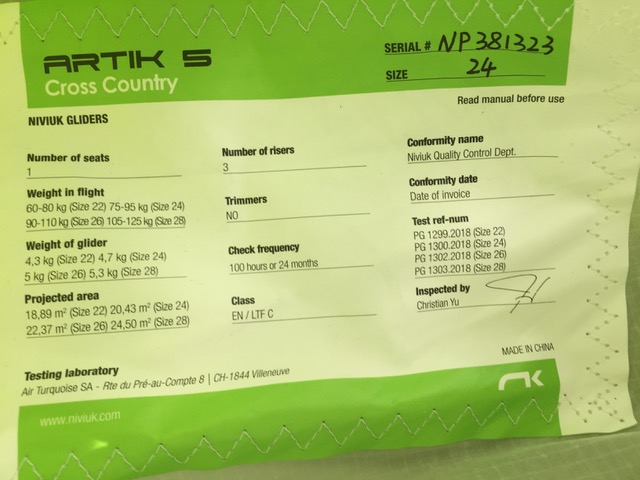 ARTIK 5
Cross Country
SERIAL # NP381323
SIZE 24
Read manual before use
NIVIUK GLIDERS
Number of seats
1
Weight in flight
60-80 kg (Size 22) 75-95 kg (Size 24)
90-110 kg (Size 26) 105-125 kg (Size 28)
Weight of glider
4,3 kg (Size 22) 4,7 kg (Size 24)
5 kg (Size 26) 5,3 kg (Size 28)
Projected area
18,89 m² (Size 22) 20,43 m² (Size 24)
22,37 m² (Size 26) 24,50 m² (Size 28)
Number of risers
3
Trimmers
NO
Check frequency
100 hours or 24 months
Class
EN / LTF C
Conformity name
Niviuk Quality Control Dept.
Conformity date
Date of invoice
Test ref-num
PG 1299.2018 (Size 22)
PG 1300.2018 (Size 24)
PG 1302.2018 (Size 26)
PG 1303.2018 (Size 28)
Inspected by
Christian Yu
Testing laboratory
Air Turquoise SA - Rte du Pré-au-Compte 8 | CH-1844 Villeneuve
MADE IN CHINA
www.niviuk.com